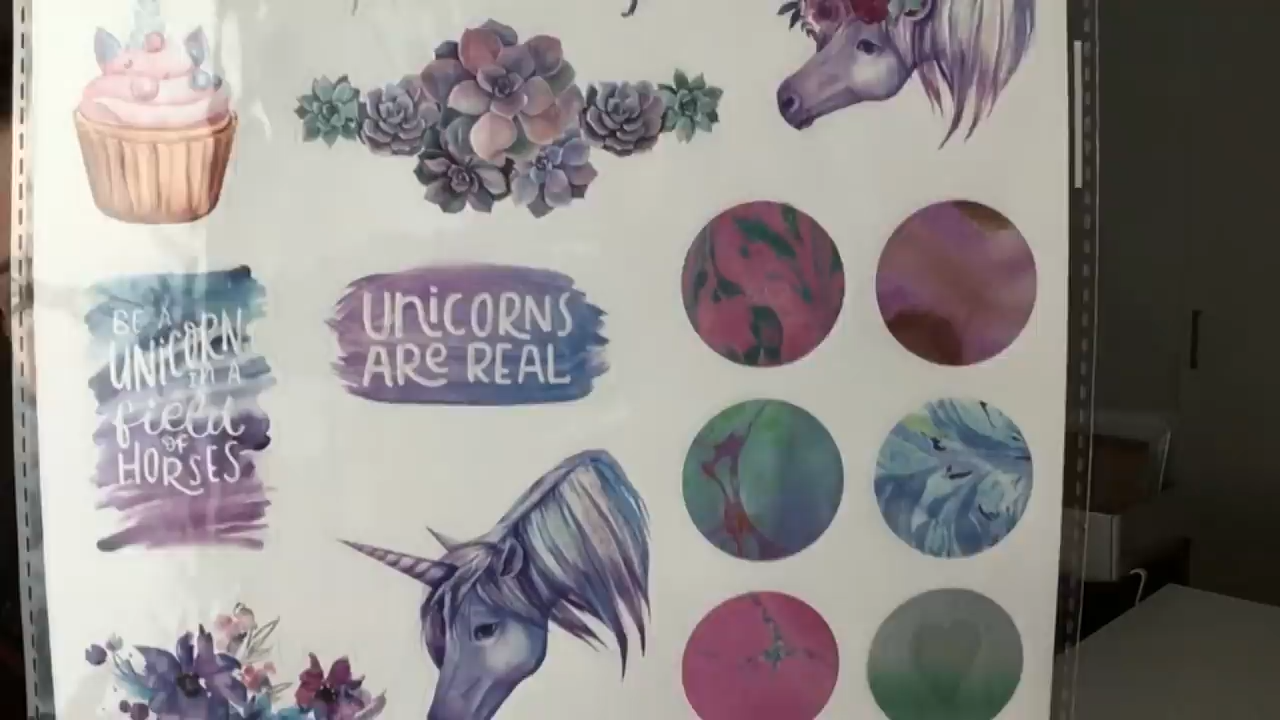 BE A
UNICORN
IN A
field
OF
HORSES
UNICORNS
ARE REAL